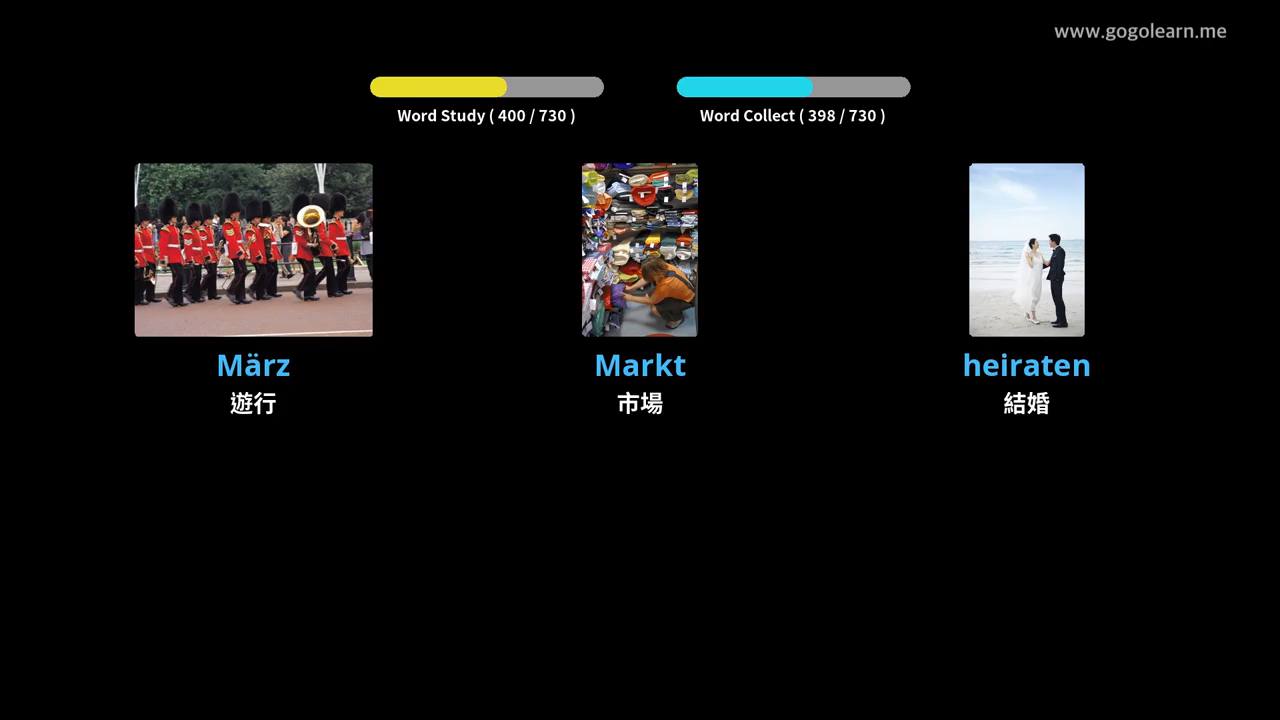 www.gogolearn.me
Word Study ( 400 / 730 )
Word Collect ( 398 / 730 )
März
遊行
Markt
市場
heiraten
結婚